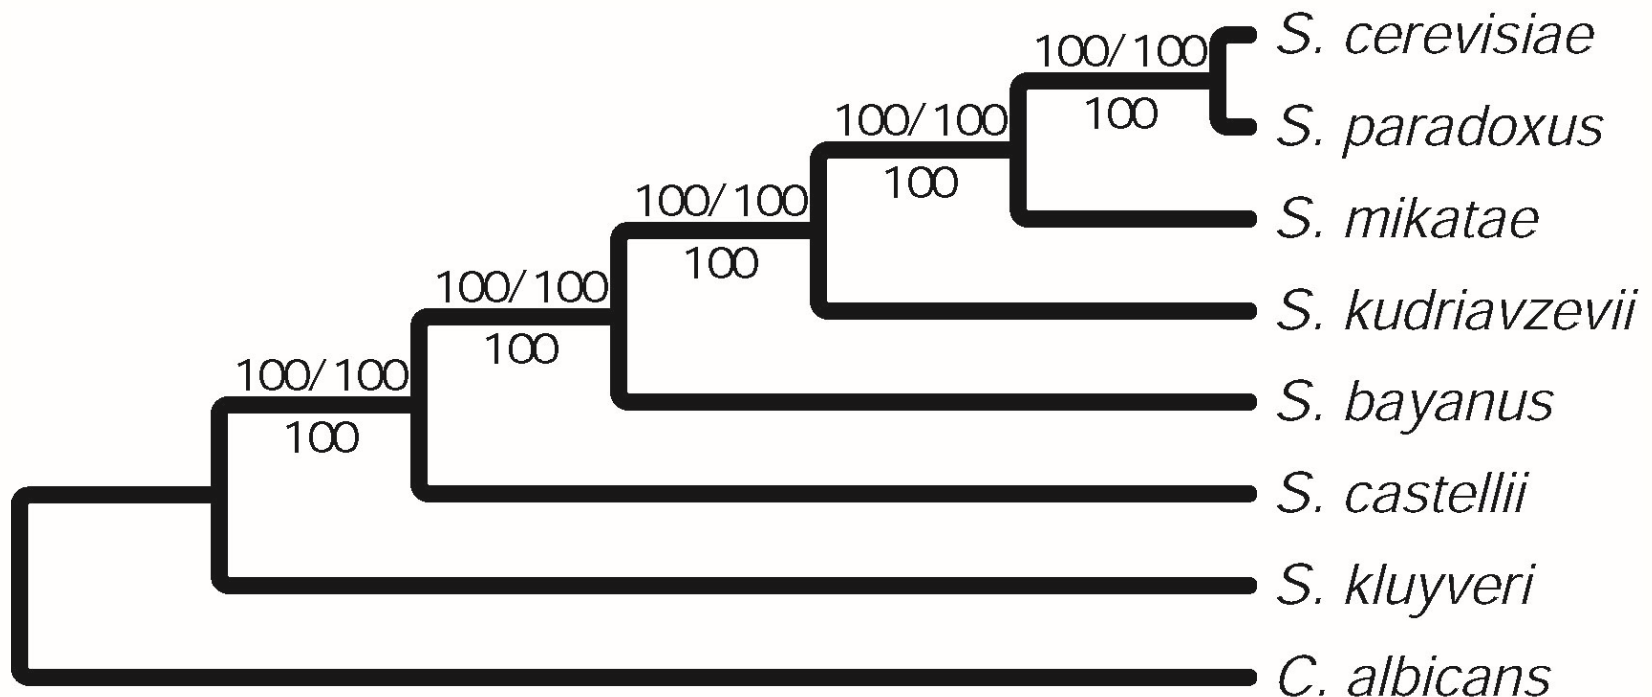 100/100
S. cerevisiae
100
S. paradoxus
100/100
100
S. mikatae
100/100
100
S. kudriavzevii
100/100
100
S. bayanus
100/100
100
S. castellii
S. kluyveri
C. albicans